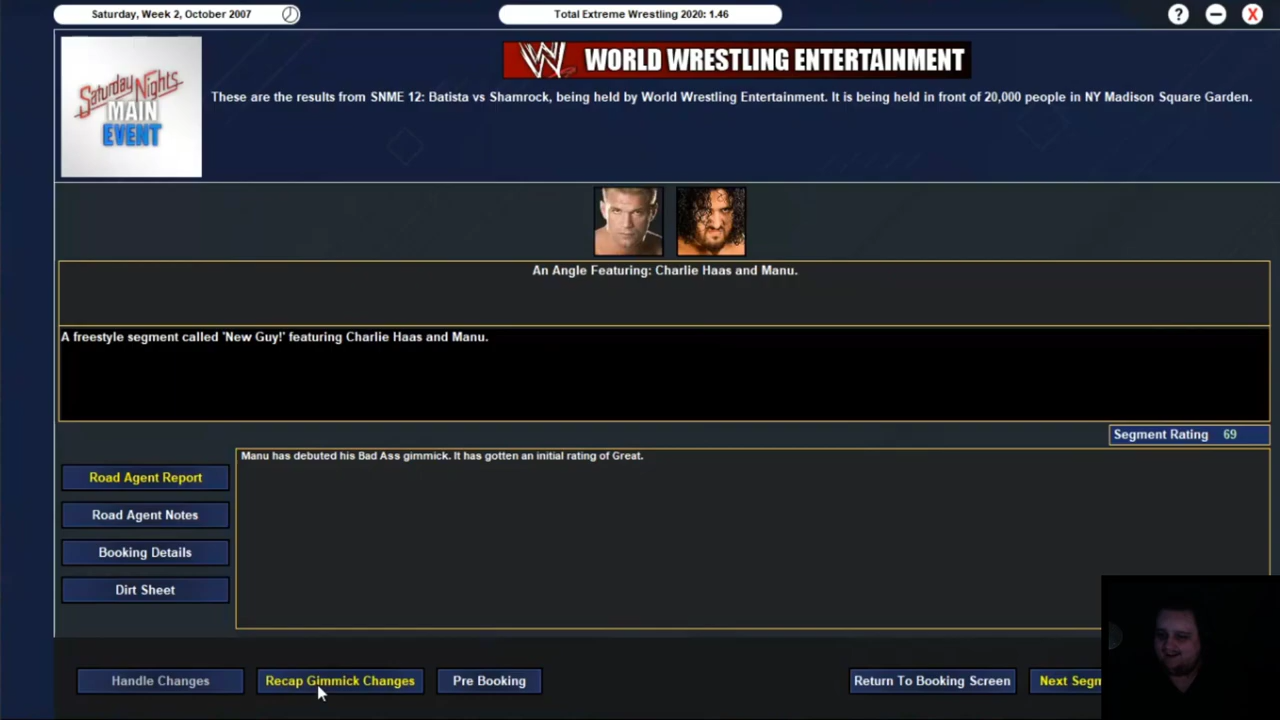 Saturday, Week 2, October 2007
Total Extreme Wrestling 2020: 1.46
?
X
Saturday Nights
MAIN
EVENT
W WORLD WRESTLING ENTERTAINMENT
These are the results from SNME 12: Batista vs Shamrock, being held by World Wrestling Entertainment. It is being held in front of 20,000 people in NY Madison Square Garden.
An Angle Featuring: Charlie Haas and Manu.
A freestyle segment called 'New Guy!' featuring Charlie Haas and Manu.
Segment Rating 69
Road Agent Report
Manu has debuted his Bad Ass gimmick. It has gotten an initial rating of Great.
Road Agent Notes
Booking Details
Dirt Sheet
Handle Changes
Recap Gimmick Changes
Pre Booking
Return To Booking Screen
Next Segm